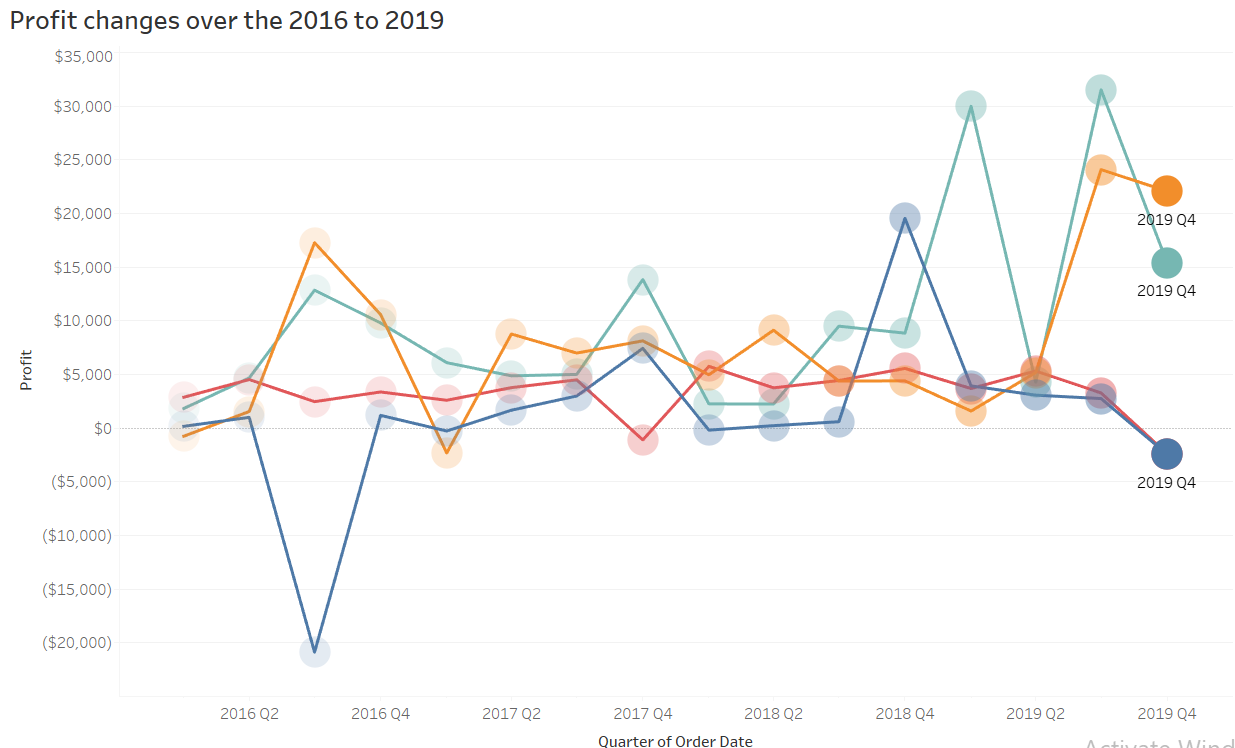 Profit changes over the 2016 to 2019
$35,000
$30,000
$25,000
$20,000
$15,000
$10,000
$5,000
$0
($5,000)
($10,000)
($15,000)
($20,000)
Profit
2019 Q4
2019 Q4
2019 Q4
2016 Q2
2016 Q4
2017 Q2
2017 Q4
2018 Q2
2018 Q4
2019 Q2
2019 Q4
Quarter of Order Date
Activate Wind